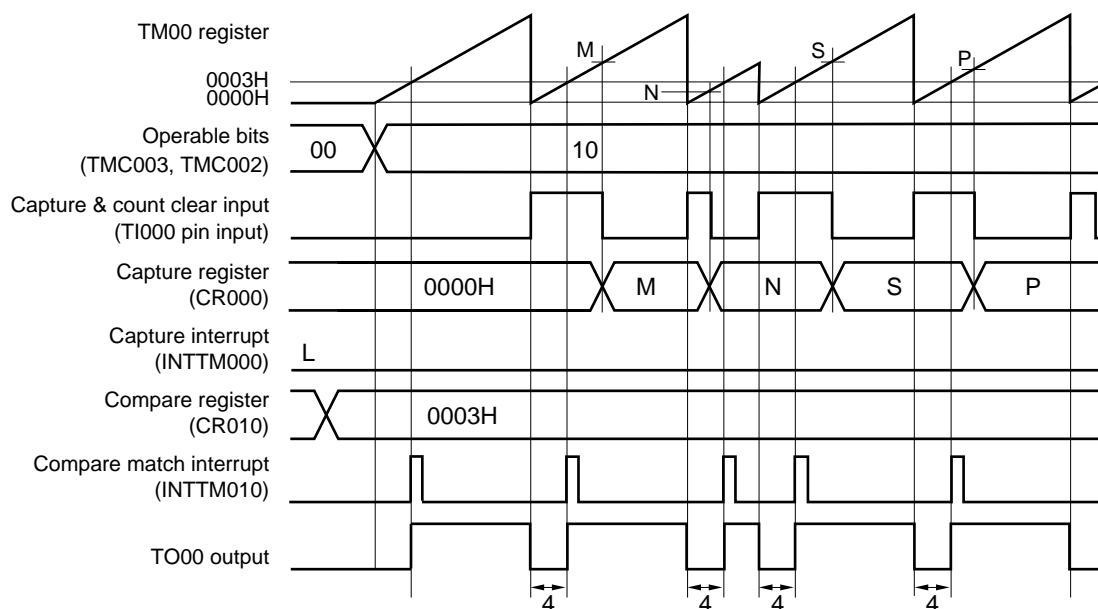 TM00 register
M
S
P
0003H
N
0000H
Operable bits
(TMC003, TMC002)
00
10
Capture & count clear input
(TI000 pin input)
Capture register
(CR000)
0000H
M
N
S
P
Capture interrupt
(INTTM000)
L
Compare register
(CR010)
0003H
Compare match interrupt
(INTTM010)
TO00 output
4
4
4
4